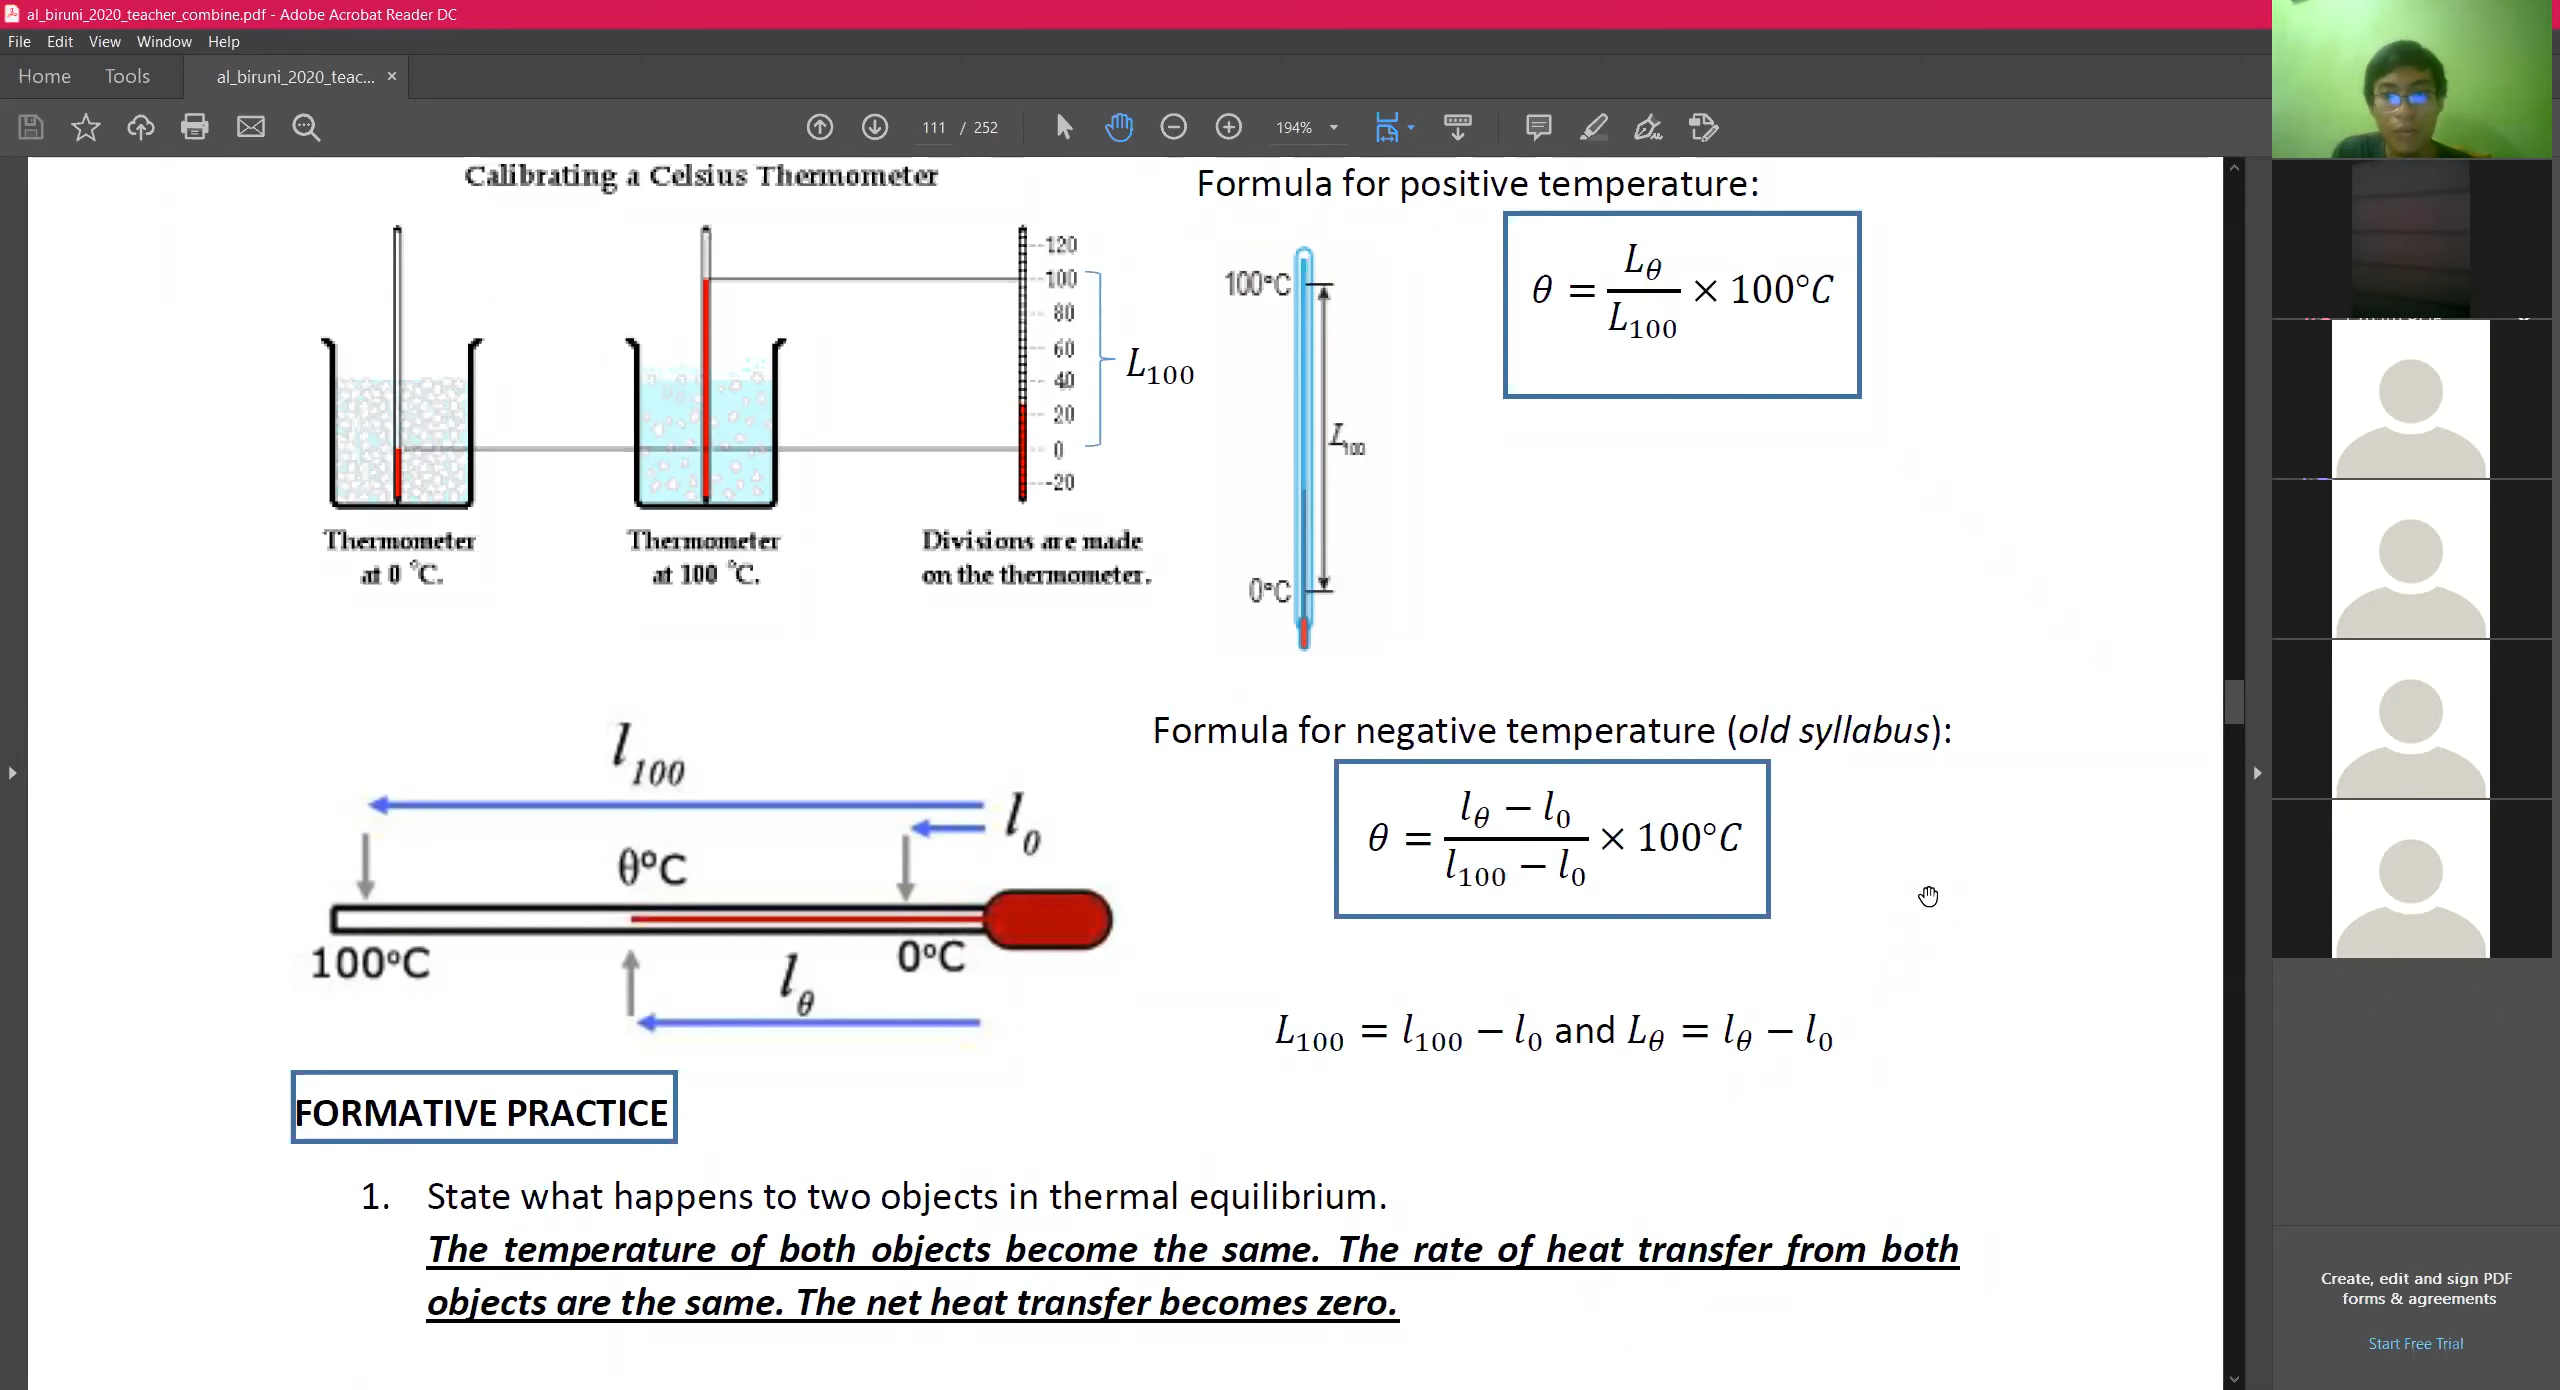 al_biruni_2020_teacher_combine.pdf - Adobe Acrobat Reader DC
File Edit View Window Help
Home Tools al_biruni_2020_teac... ×
111 / 252 194%
Calibrating a Celsius Thermometer
120
100
80
60
40
20
0
-20
L₁₀₀
Thermometer
at 0 °C.
Thermometer
at 100 °C.
Divisions are made
on the thermometer.
Formula for positive temperature:
θ = L_θ / L₁₀₀ × 100°C
100°C
L₁₀₀
0°C
l₁₀₀
l₀
θ°C
100°C
0°C
l_θ
Formula for negative temperature (old syllabus):
θ = (l_θ − l₀) / (l₁₀₀ − l₀) × 100°C
L₁₀₀ = l₁₀₀ − l₀ and L_θ = l_θ − l₀
FORMATIVE PRACTICE
1. State what happens to two objects in thermal equilibrium.
The temperature of both objects become the same. The rate of heat transfer from both
objects are the same. The net heat transfer becomes zero.
Create, edit and sign PDF
forms & agreements
Start Free Trial